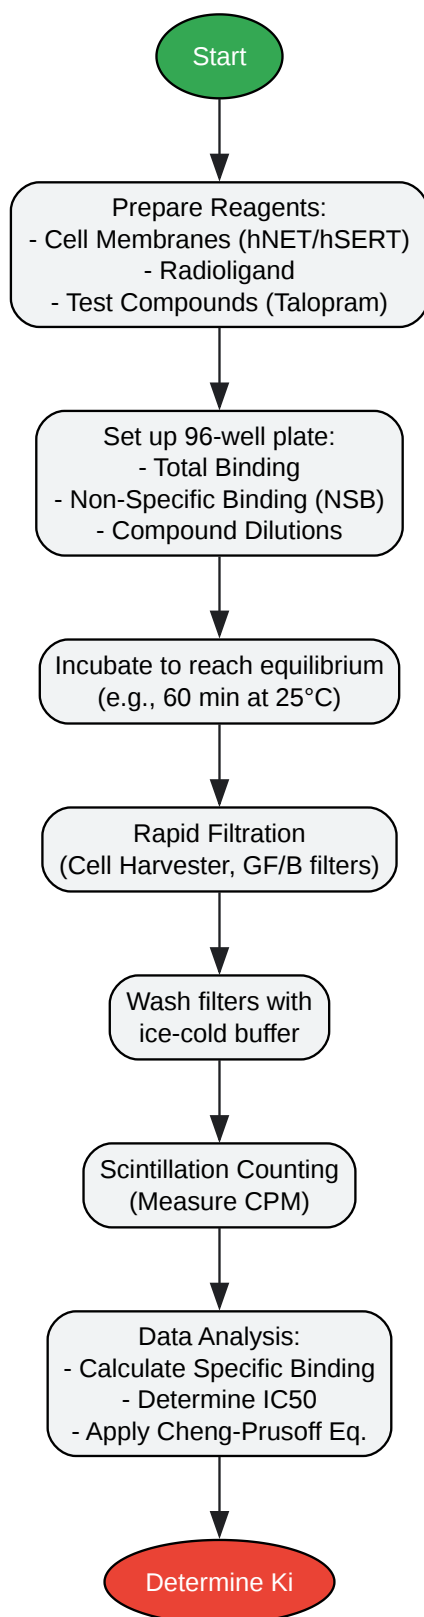 Start
Prepare Reagents:
- Cell Membranes (hNET/hSERT)
- Radioligand
- Test Compounds (Talopram)
Set up 96-well plate:
- Total Binding
- Non-Specific Binding (NSB)
- Compound Dilutions
Incubate to reach equilibrium
(e.g., 60 min at 25°C)
Rapid Filtration
(Cell Harvester, GF/B filters)
Wash filters with
ice-cold buffer
Scintillation Counting
(Measure CPM)
Data Analysis:
- Calculate Specific Binding
- Determine IC50
- Apply Cheng-Prusoff Eq.
Determine Ki